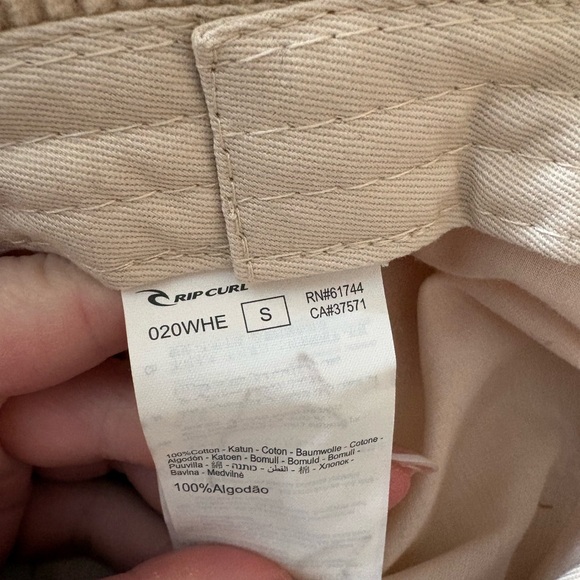 RIP CURL
020WHE S RN#61744
CA#37571
100%Cotton - Katun - Coton - Baumwolle - Cotone -
Algodón - Katoen - Bomull - Bomuld - Bomuli -
Puuvilla - 綿 - כותנה - القطن - 棉 - Хлопок -
Bavlna - Medvilnė
100%Algodão